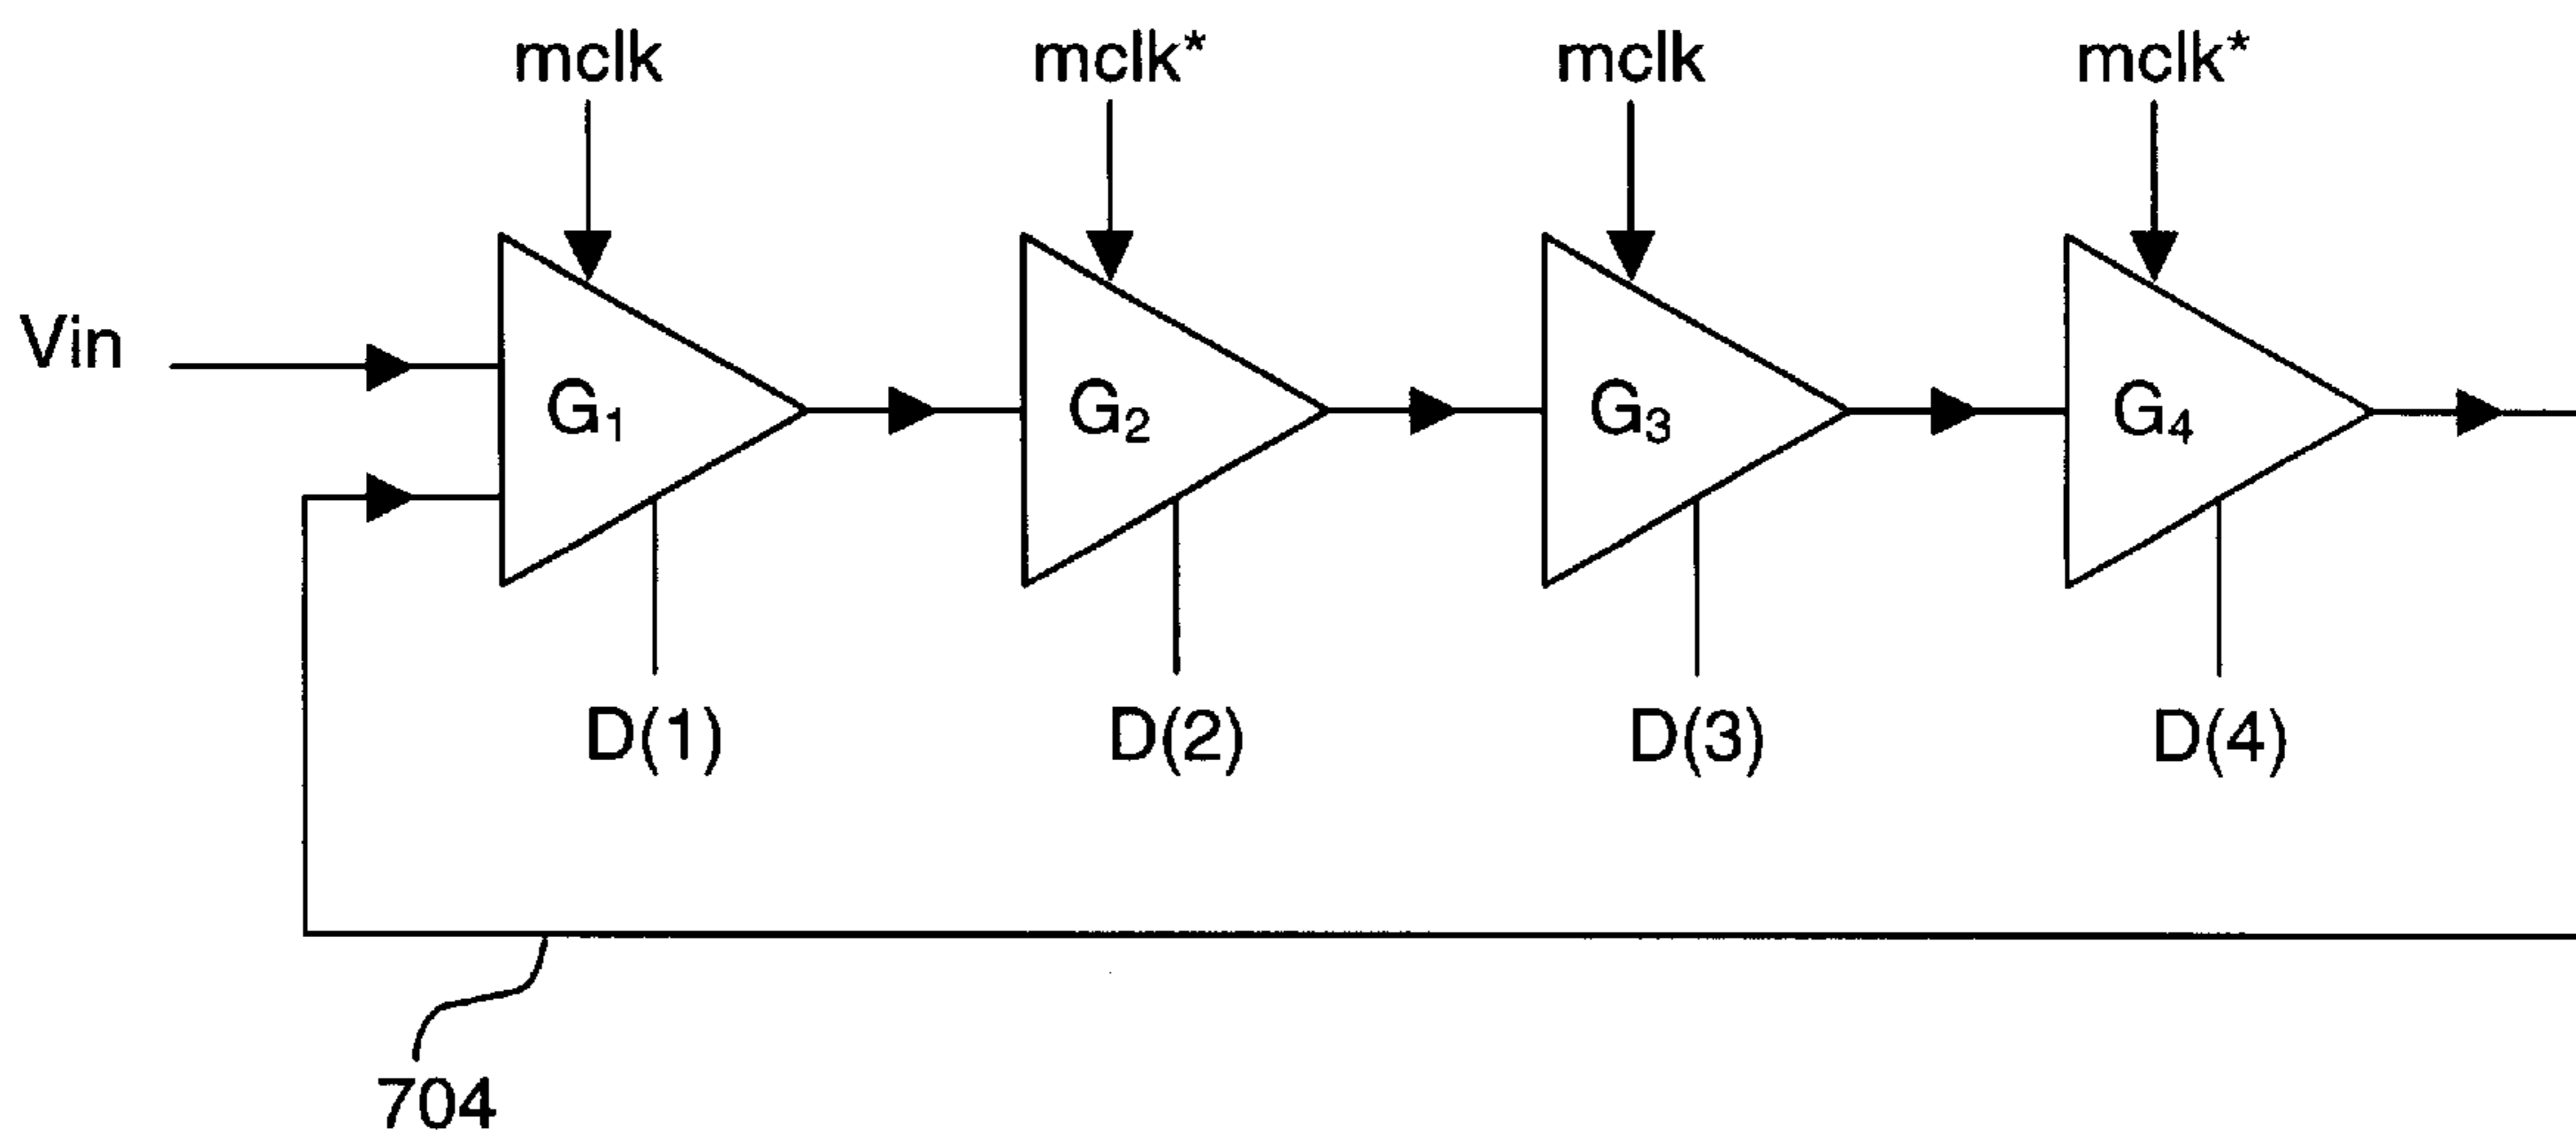 mclk mclk* mclk mclk*
Vin
G₁ G₂ G₃ G₄
D(1) D(2) D(3) D(4)
704